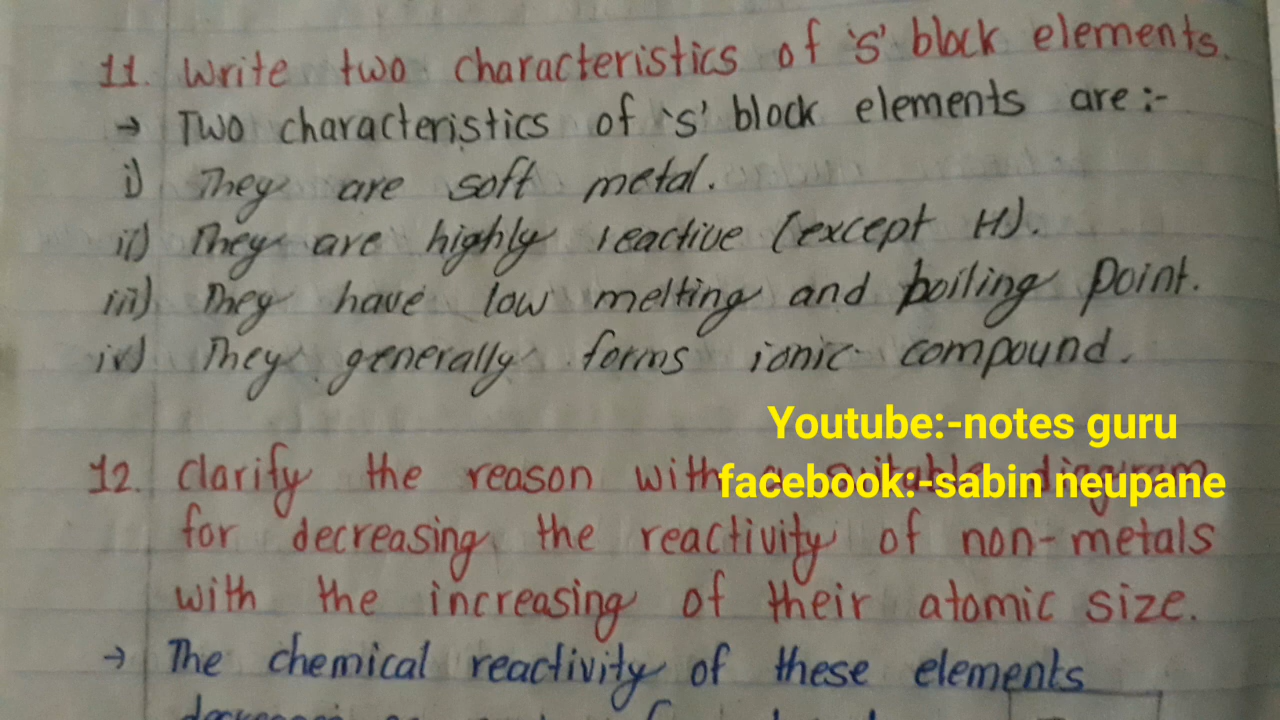 11. Write two characteristics of 's' block elements.
→ Two characteristics of 's' block elements are :-
i) They are soft metal.
ii) They are highly reactive (except H).
iii) They have low melting and boiling point.
iv) They generally forms ionic compound.
Youtube:-notes guru
facebook:-sabin neupane
12. Clarify the reason with a suitable diagram
for decreasing the reactivity of non-metals
with the increasing of their atomic size.
→ The chemical reactivity of these elements